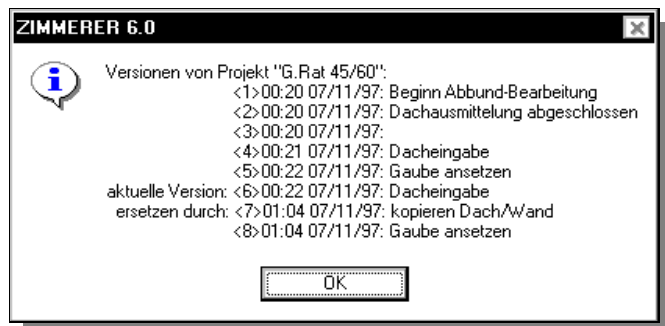 ZIMMERER 6.0
Versionen von Projekt "G.Rat 45/60":
<1>00:20 07/11/97: Beginn Abbund-Bearbeitung
<2>00:20 07/11/97: Dachausmittelung abgeschlossen
<3>00:20 07/11/97:
<4>00:21 07/11/97: Dacheingabe
<5>00:22 07/11/97: Gaube ansetzen
aktuelle Version: <6>00:22 07/11/97: Dacheingabe
ersetzen durch: <7>01:04 07/11/97: kopieren Dach/Wand
<8>01:04 07/11/97: Gaube ansetzen
OK